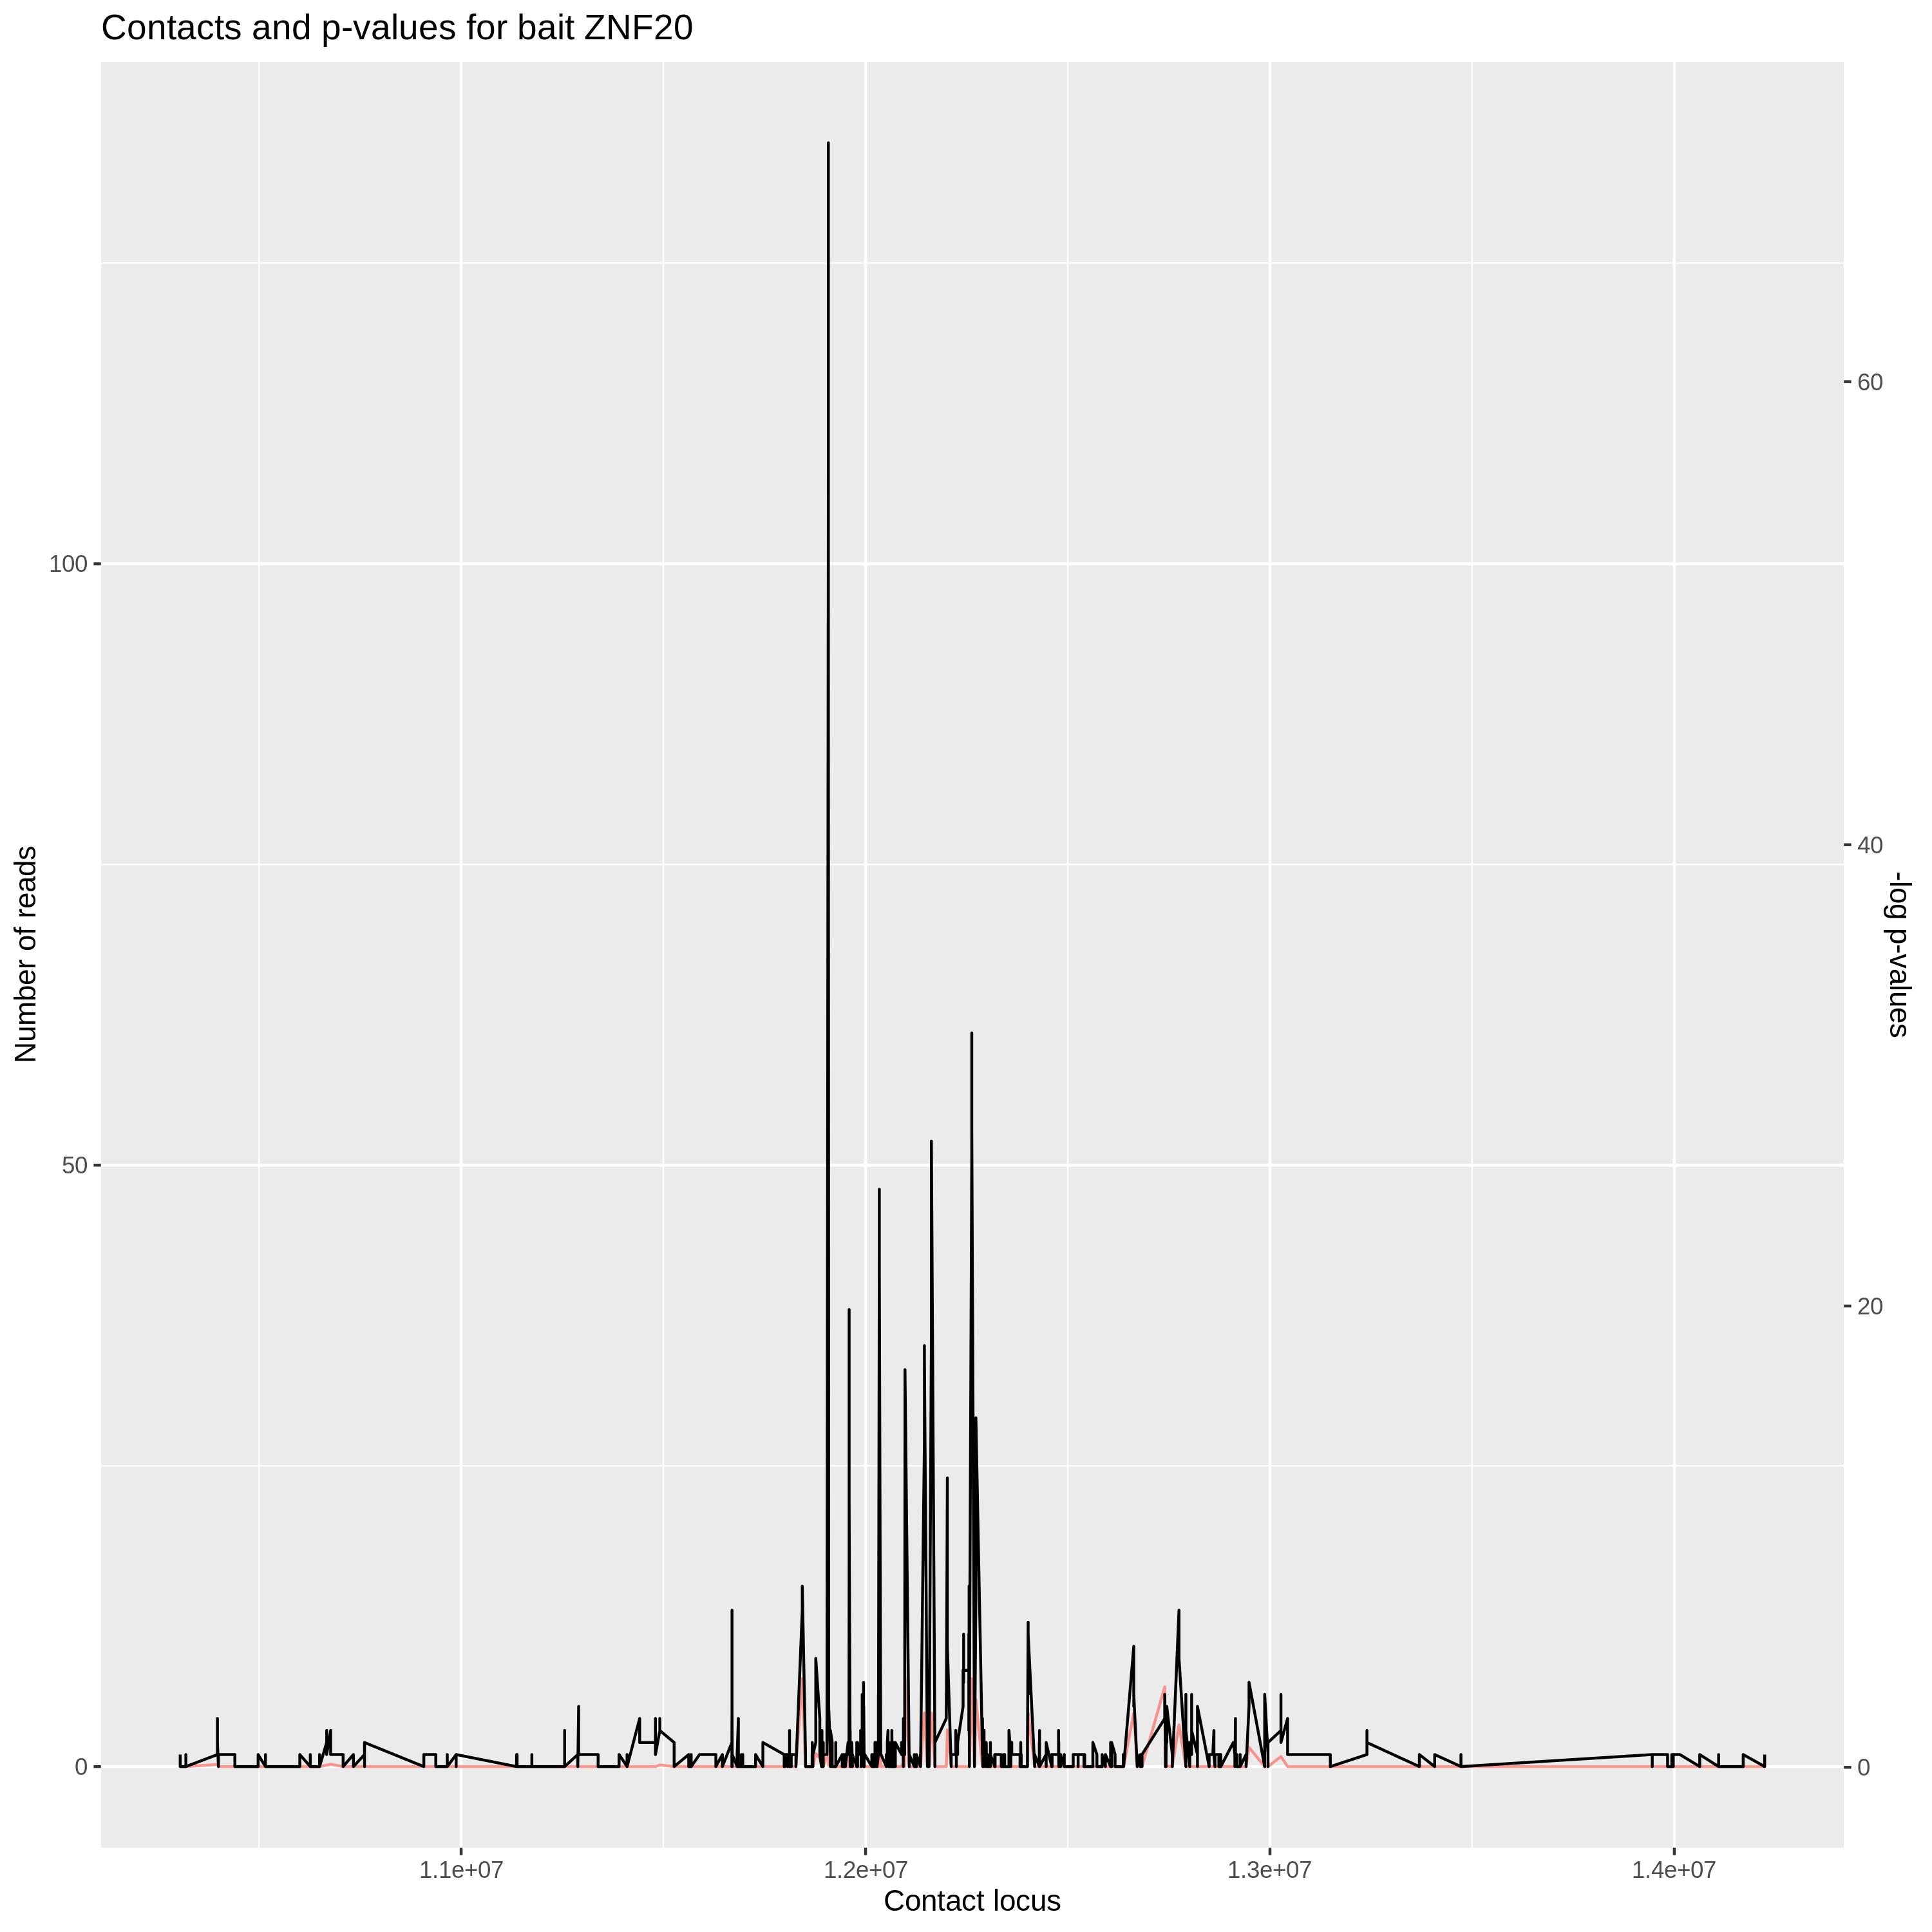 Contacts and p-values for bait ZNF20
Number of reads
100
50
0
60
40
20
0
-log p-values
1.1e+07 1.2e+07 1.3e+07 1.4e+07
Contact locus